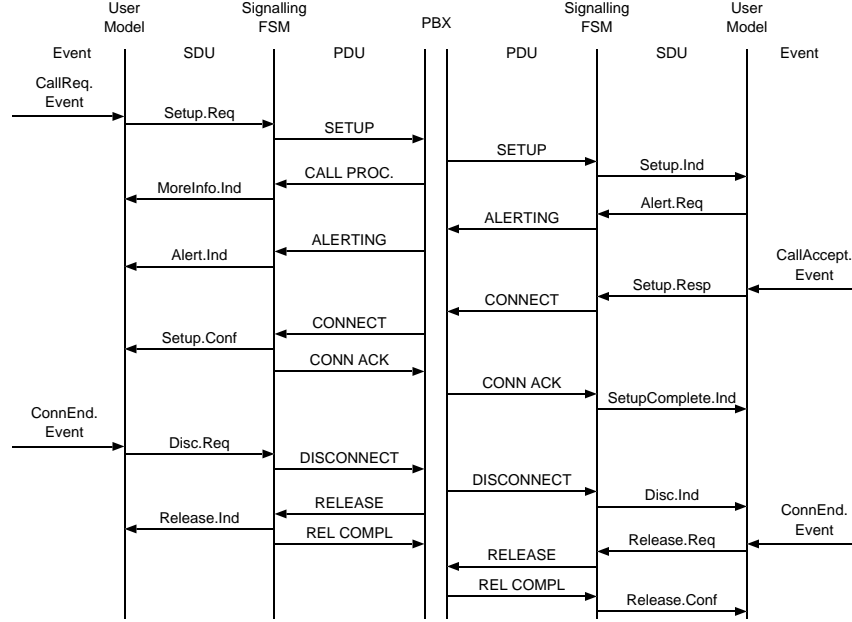 User
Model
Signalling
FSM
PBX
Signalling
FSM
User
Model
Event
SDU
PDU
PDU
SDU
Event
CallReq.
Event
Setup.Req
SETUP
SETUP
Setup.Ind
CALL PROC.
MoreInfo.Ind
Alert.Req
ALERTING
ALERTING
Alert.Ind
CallAccept.
Event
Setup.Resp
CONNECT
CONNECT
Setup.Conf
CONN ACK
CONN ACK
SetupComplete.Ind
ConnEnd.
Event
Disc.Req
DISCONNECT
DISCONNECT
Disc.Ind
RELEASE
Release.Ind
ConnEnd.
Event
REL COMPL
Release.Req
RELEASE
REL COMPL
Release.Conf